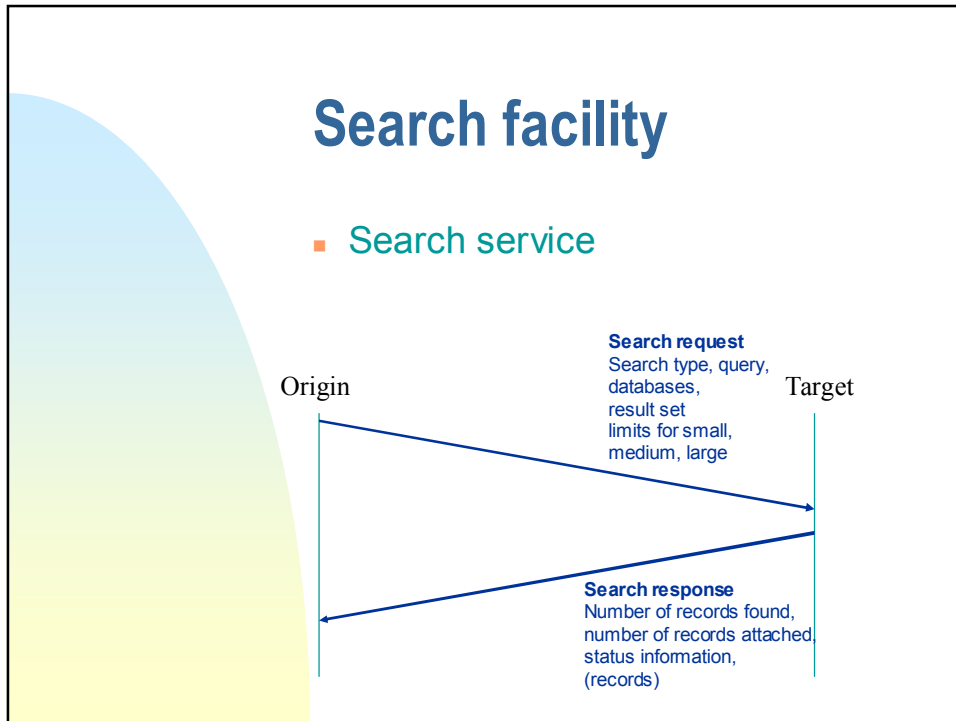 Search facility
Search service
Search request
Search type, query,
databases,
result set
limits for small,
medium, large
Origin
Target
Search response
Number of records found,
number of records attached,
status information,
(records)